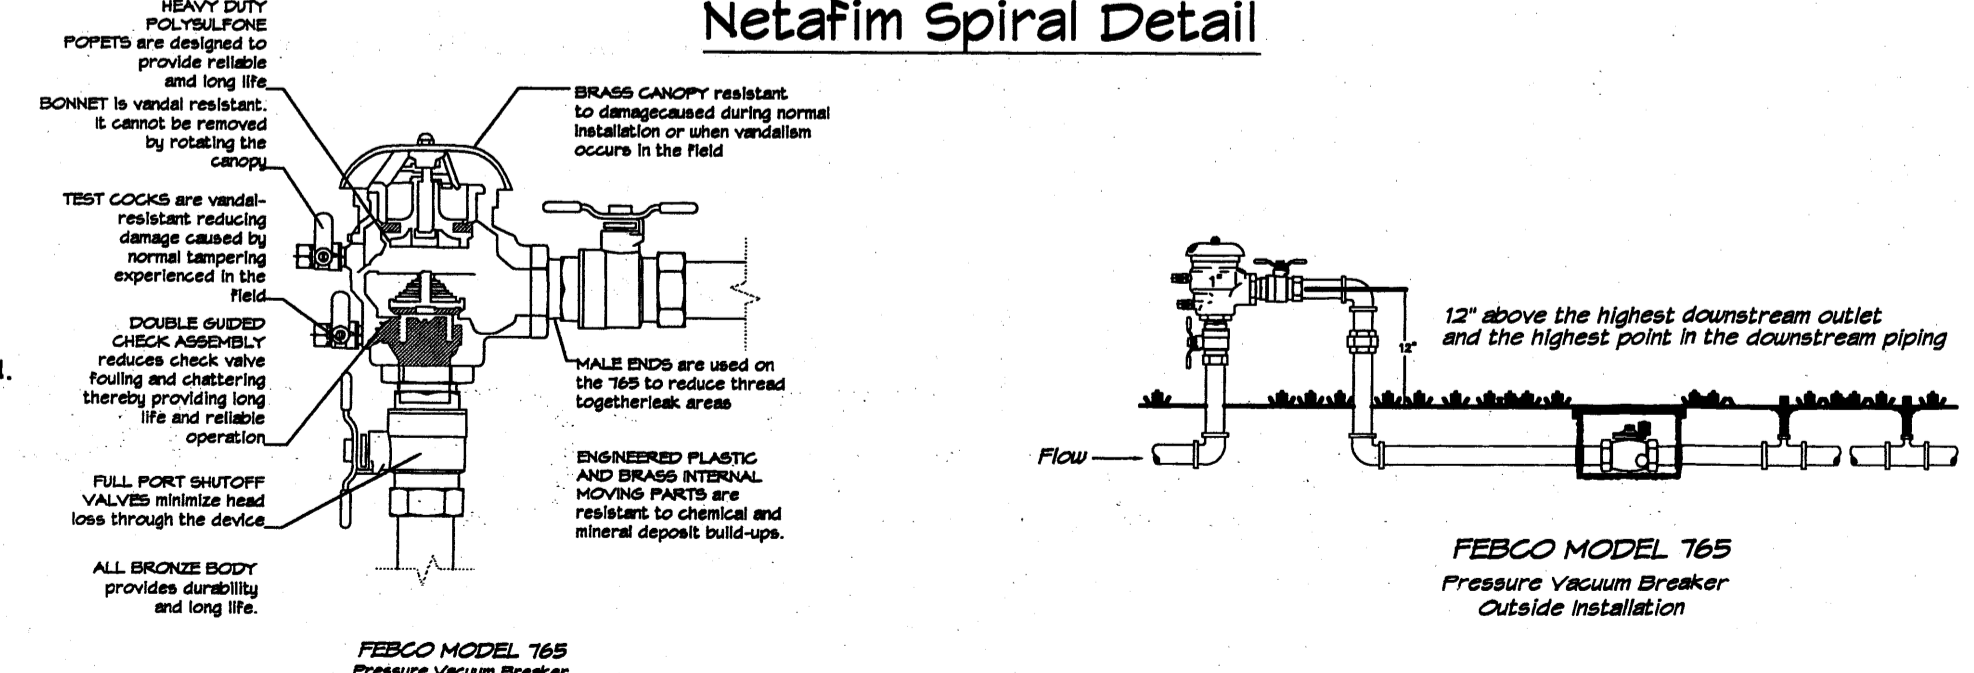 Netafim Spiral Detail
HEAVY DUTY
POLYSULFONE
POPETS are designed to
provide reliable
amd long life
BONNET is vandal resistant.
It cannot be removed
by rotating the
canopy
TEST COCKS are vandal-
resistant reducing
damage caused by
normal tampering
experienced in the
field
DOUBLE GUIDED
CHECK ASSEMBLY
reduces check valve
fouling and chattering
thereby providing long
life and reliable
operation
FULL PORT SHUTOFF
VALVES minimize head
loss through the device
ALL BRONZE BODY
provides durability
and long life.
BRASS CANOPY resistant
to damagecaused during normal
installation or when vandalism
occurs in the field
MALE ENDS are used on
the 765 to reduce thread
togetherleak areas
ENGINEERED PLASTIC
AND BRASS INTERNAL
MOVING PARTS are
resistant to chemical and
mineral deposit build-ups.
FEBCO MODEL 765
Pressure Vacuum Breaker
1"
12"
12" above the highest downstream outlet
and the highest point in the downstream piping
Flow
FEBCO MODEL 765
Pressure Vacuum Breaker
Outside Installation